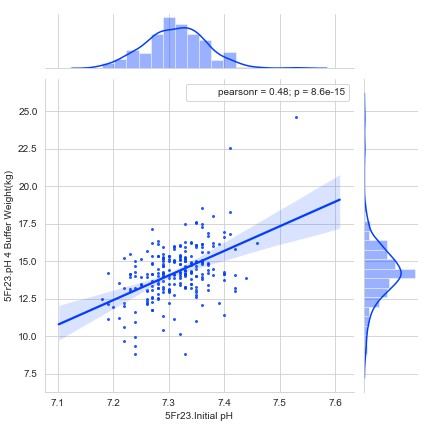 pearsonr = 0.48; p = 8.6e-15
25.0
22.5
20.0
17.5
15.0
12.5
10.0
7.5
5Fr23.pH 4 Buffer Weight(kg)
7.1 7.2 7.3 7.4 7.5 7.6
5Fr23.Initial pH